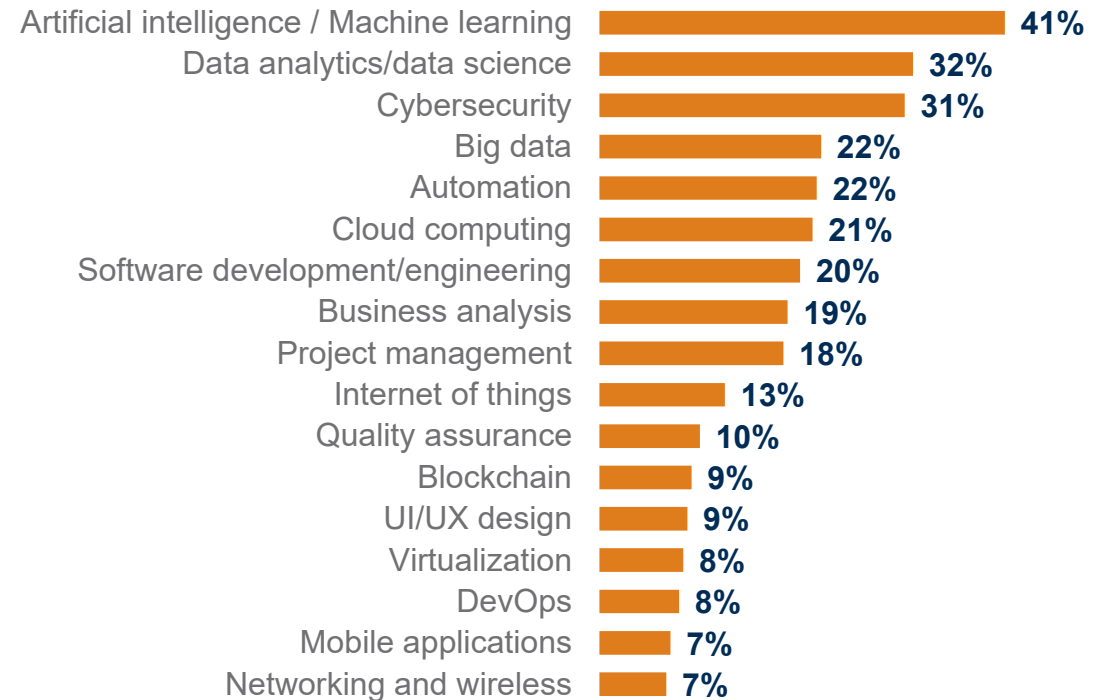 Artificial intelligence / Machine learning 41%
Data analytics/data science 32%
Cybersecurity 31%
Big data 22%
Automation 22%
Cloud computing 21%
Software development/engineering 20%
Business analysis 19%
Project management 18%
Internet of things 13%
Quality assurance 10%
Blockchain 9%
UI/UX design 9%
Virtualization 8%
DevOps 8%
Mobile applications 7%
Networking and wireless 7%